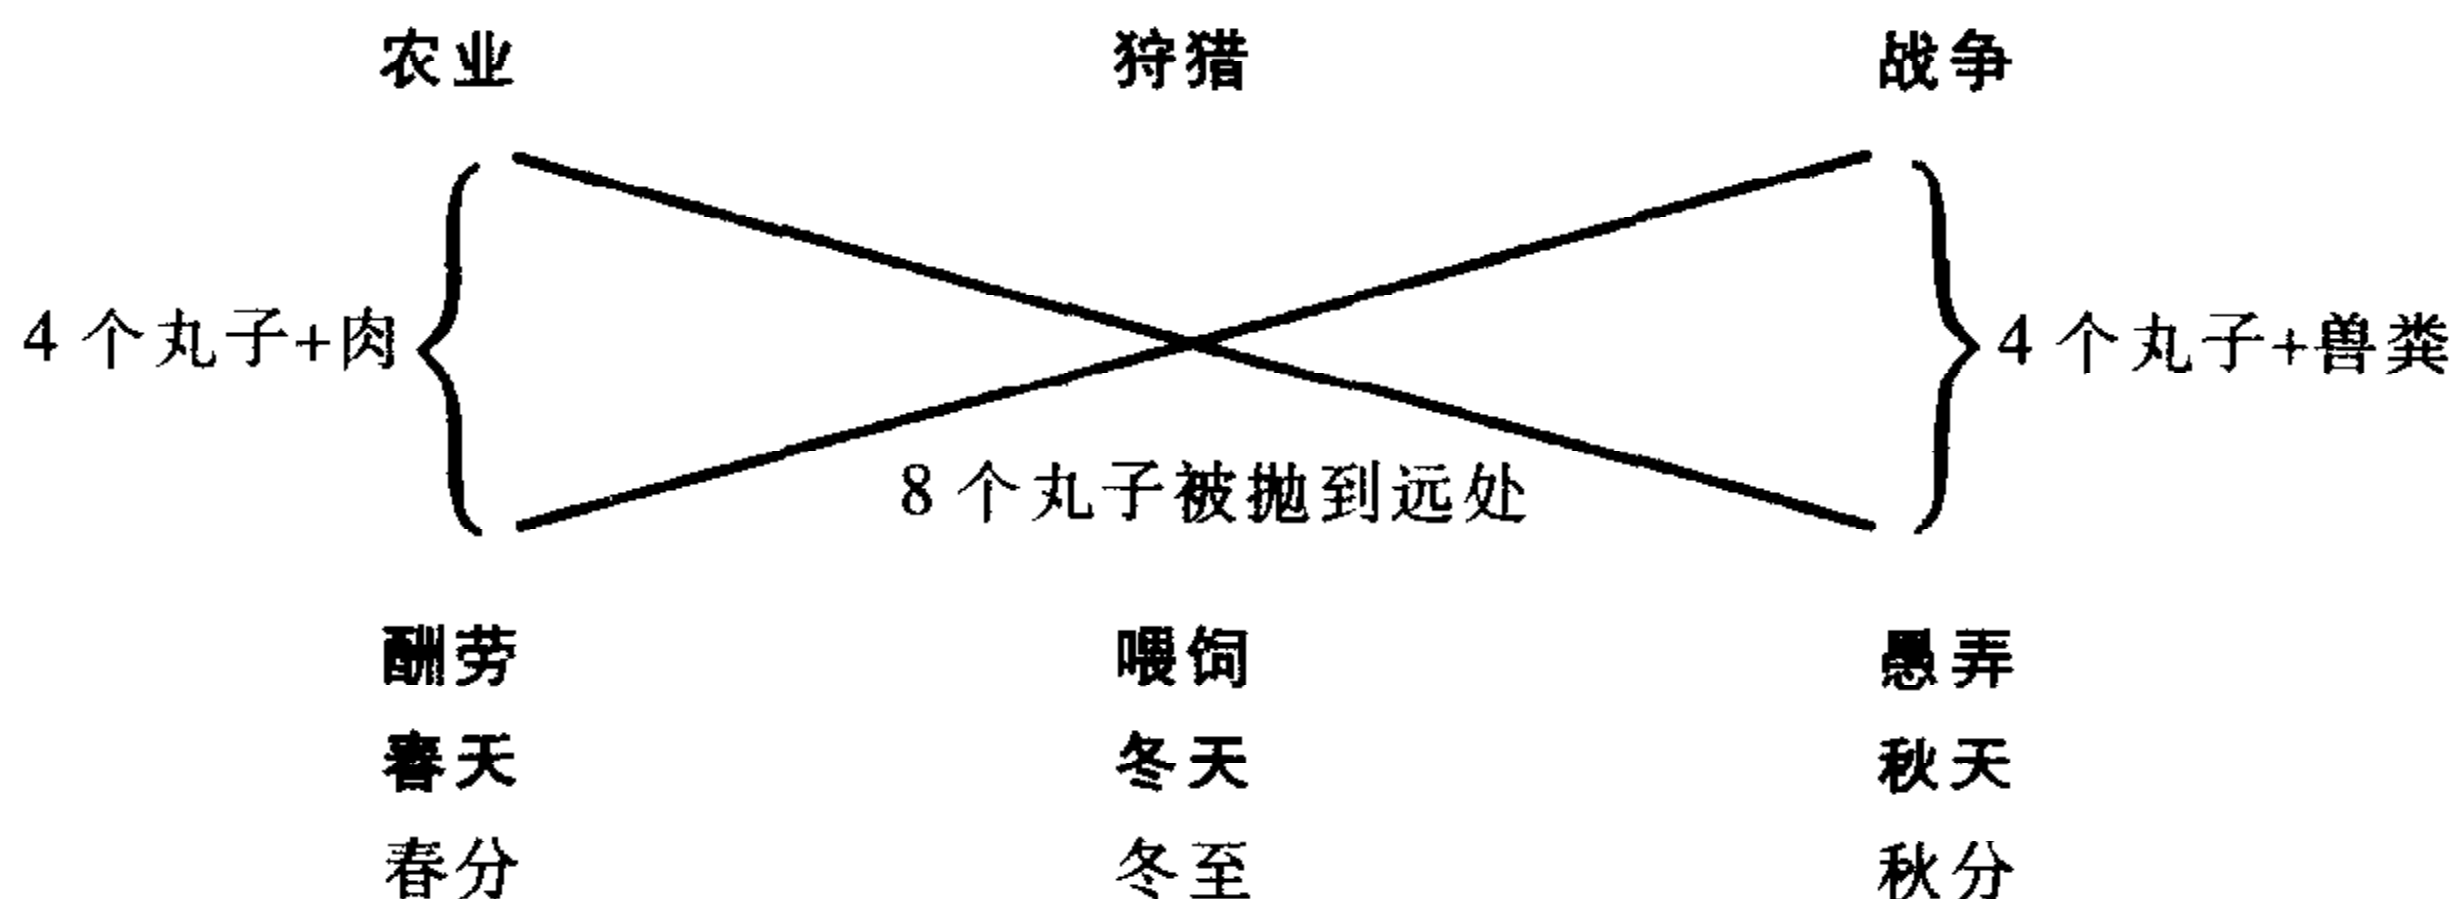 农业 狩猎 战争
4 个丸子+肉 4 个丸子+兽粪
8 个丸子被抛到远处
酬劳 喂饲 愚弄
春天 冬天 秋天
春分 冬至 秋分